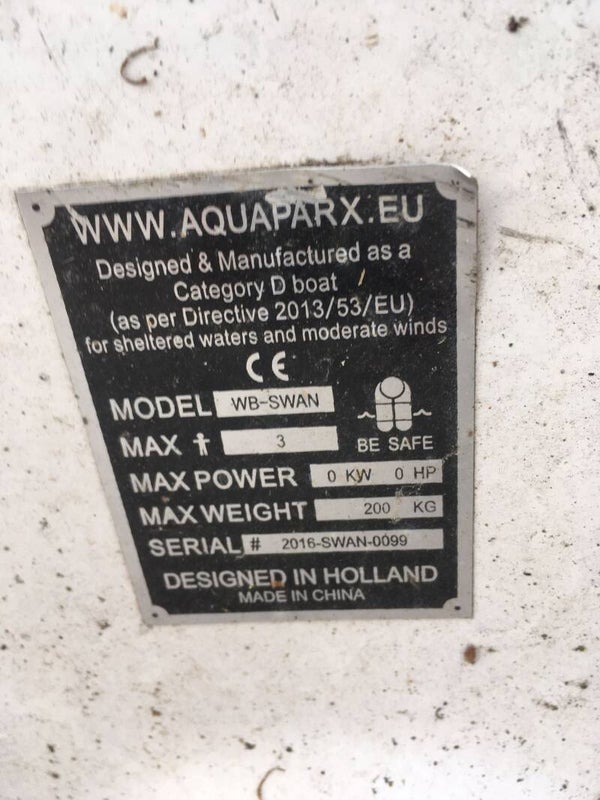 WWW.AQUAPARX.EU
Designed & Manufactured as a
Category D boat
(as per Directive 2013/53/EU)
for sheltered waters and moderate winds
CE
MODEL WB-SWAN
MAX 3
BE SAFE
MAX POWER 0 KW 0 HP
MAX WEIGHT 200 KG
SERIAL # 2016-SWAN-0099
DESIGNED IN HOLLAND
MADE IN CHINA